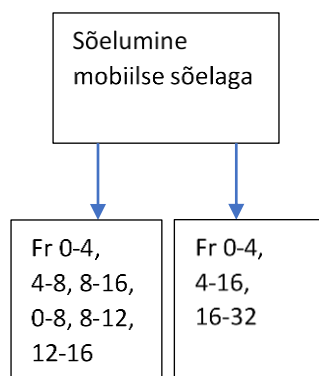 Sõelumine
mobiilse sõelaga
Fr 0-4,
4-8, 8-16,
0-8, 8-12,
12-16
Fr 0-4,
4-16,
16-32